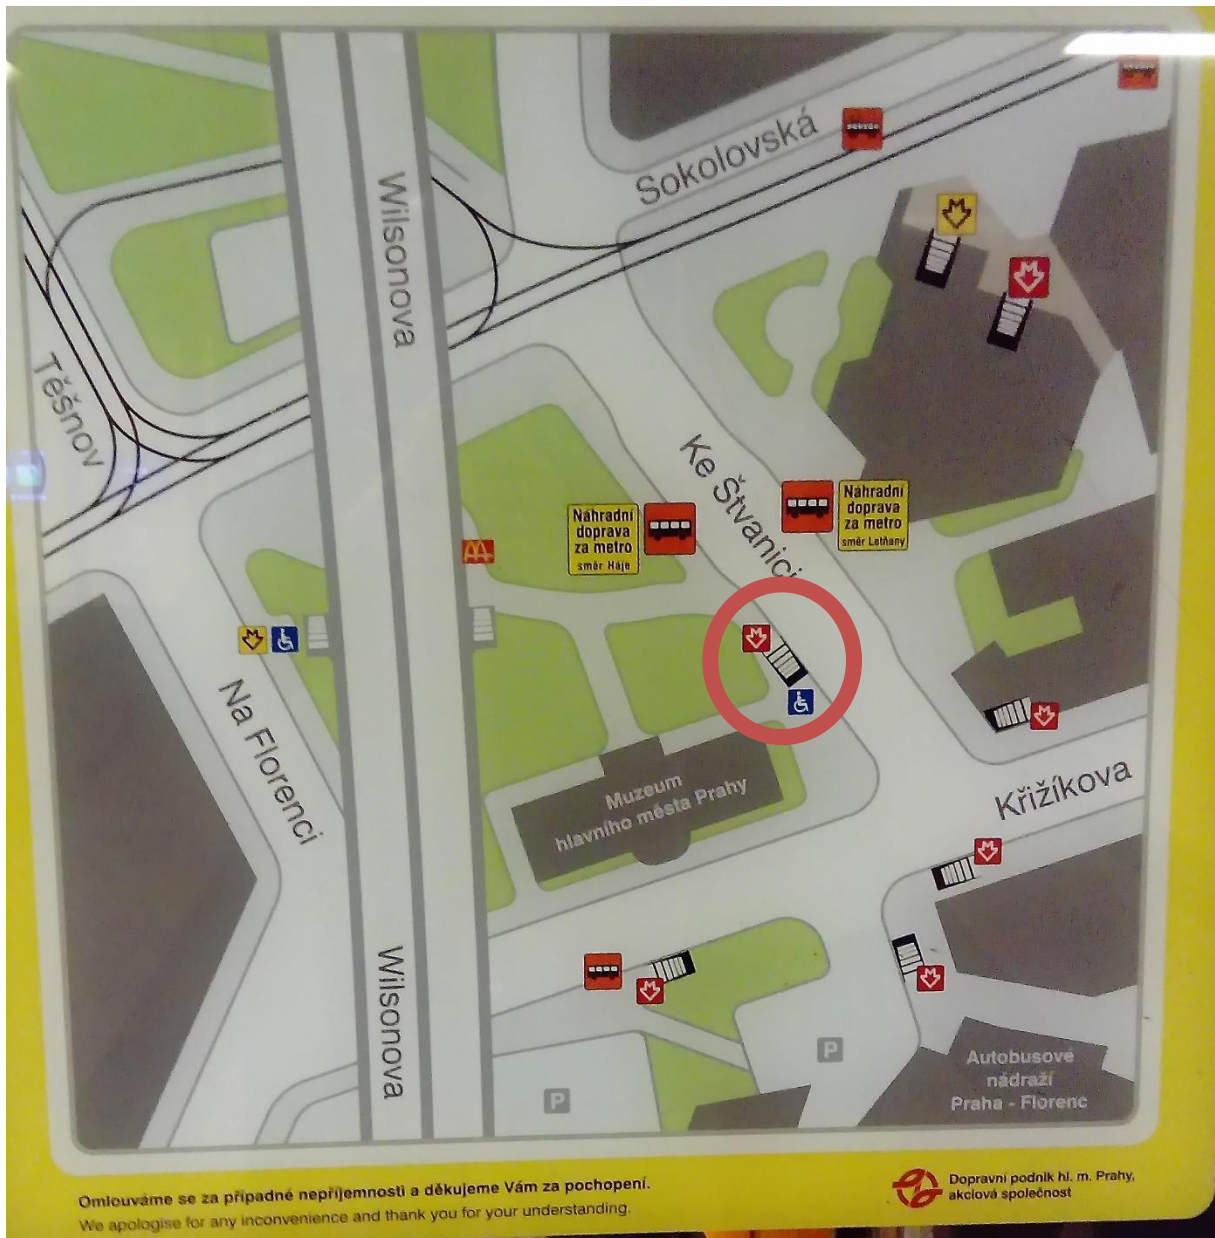 Sokolovská
Wilsonova
Těšnov
Ke Štvanici
Náhradní
doprava
za metro
směr Háje
Náhradní
doprava
za metro
směr Letňany
Na Florenci
Muzeum
hlavního města Prahy
Křižíkova
Wilsonova
P
P
Autobusové
nádraží
Praha - Florenc
Omlouváme se za případné nepříjemnosti a děkujeme Vám za pochopení.
We apologise for any inconvenience and thank you for your understanding.
Dopravní podnik hl. m. Prahy,
akciová společnost